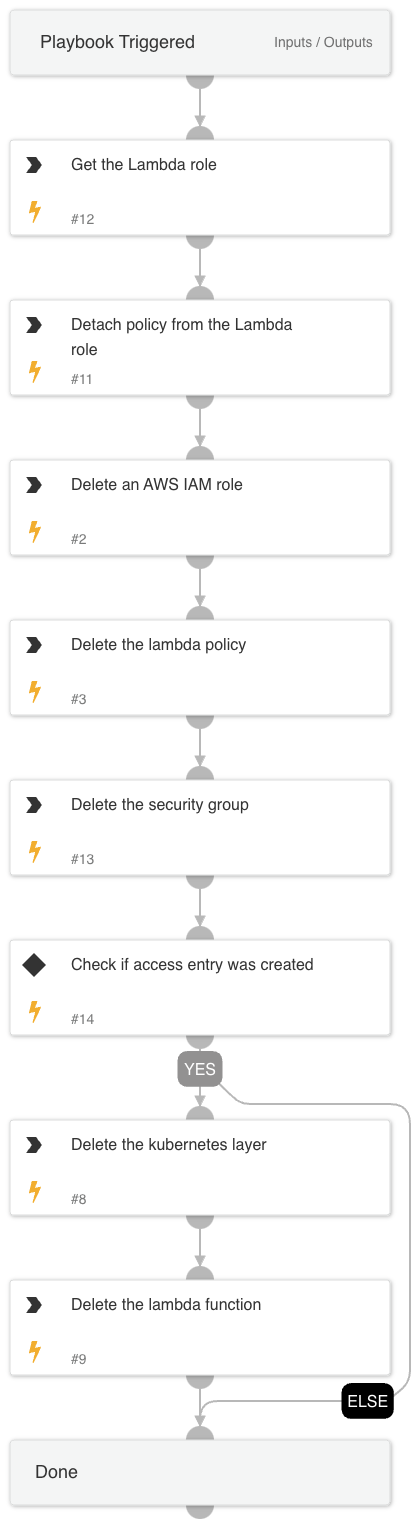 Playbook Triggered
Inputs / Outputs
Get the Lambda role
#12
Detach policy from the Lambda
role
#11
Delete an AWS IAM role
#2
Delete the lambda policy
#3
Delete the security group
#13
Check if access entry was created
#14
YES
Delete the kubernetes layer
#8
Delete the lambda function
#9
ELSE
Done